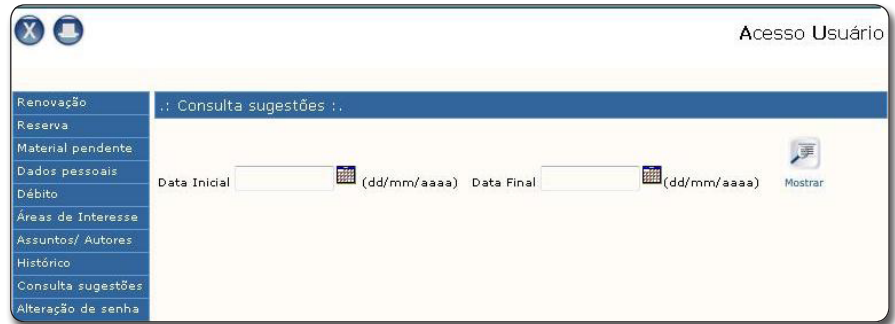 Acesso Usuário
Renovação
Reserva
Material pendente
Dados pessoais
Débito
Áreas de Interesse
Assuntos/ Autores
Histórico
Consulta sugestões
Alteração de senha
.: Consulta sugestões :.
Data Inicial (dd/mm/aaaa) Data Final (dd/mm/aaaa) Mostrar